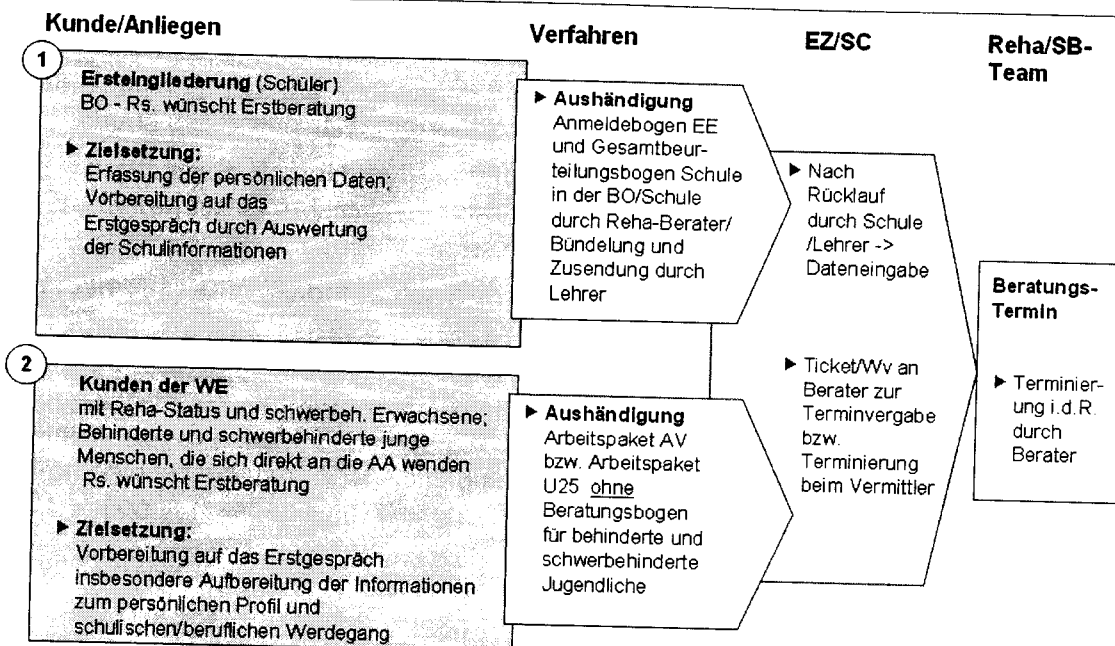 Kunde/Anliegen
Verfahren
EZ/SC
Reha/SB-
Team
1
Ersteingliederung (Schüler)
BO - Rs. wünscht Erstberatung
▶ Zielsetzung:
Erfassung der persönlichen Daten;
Vorbereitung auf das
Erstgespräch durch Auswertung
der Schulinformationen
▶ Aushändigung
Anmeldebogen EE
und Gesamtbeur-
teilungsbogen Schule
in der BO/Schule
durch Reha-Berater/
Bündelung und
Zusendung durch
Lehrer
▶ Nach
Rücklauf
durch Schule
/Lehrer ->
Dateneingabe
2
Kunden der WE
mit Reha-Status und schwerbeh. Erwachsene;
Behinderte und schwerbehinderte junge
Menschen, die sich direkt an die AA wenden
Rs. wünscht Erstberatung
▶ Zielsetzung:
Vorbereitung auf das Erstgespräch
insbesondere Aufbereitung der Informationen
zum persönlichen Profil und
schulischen/beruflichen Werdegang
▶ Aushändigung
Arbeitspaket AV
bzw. Arbeitspaket
U25 ohne
Beratungsbogen
für behinderte und
schwerbehinderte
Jugendliche
▶ Ticket/Wv an
Berater zur
Terminvergabe
bzw.
Terminierung
beim Vermittler
Beratungs-
Termin
▶ Terminier-
ung i.d.R.
durch
Berater